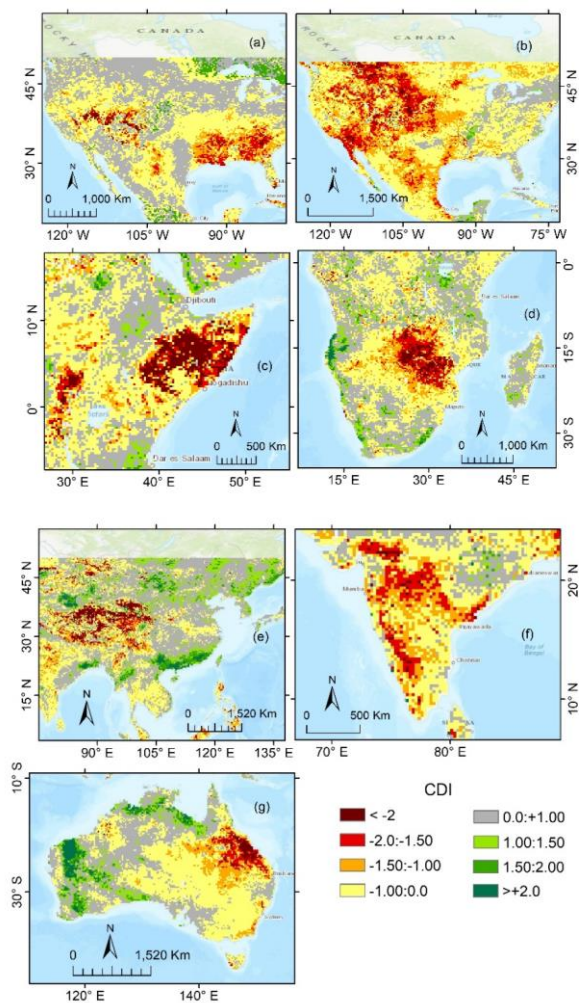 CANADA
(a)
45° N
30° N
N
0 1,000 Km
120° W 105° W 90° W
CANADA
(b)
45° N
30° N
N
0 1,500 Km
120° W 105° W 90° W 75° W
Djibouti
10° N
(c)
0°
N
0 500 Km
Dar es Salaam
30° E 40° E 50° E
0°
(d)
15° S
30° S
N
0 1,000 Km
15° E 30° E 45° E
45° N
30° N
15° N
(e)
N
0 1,520 Km
90° E 105° E 120° E 135° E
20° N
(f)
10° N
Bay of
Bengal
Chennai
N
0 500 Km
70° E 80° E
10° S
(g)
30° S
N
0 1,520 Km
120° E 140° E
CDI
< -2
-2.0:-1.50
-1.50:-1.00
-1.00:0.0
0.0:+1.00
1.00:1.50
1.50:2.00
>+2.0